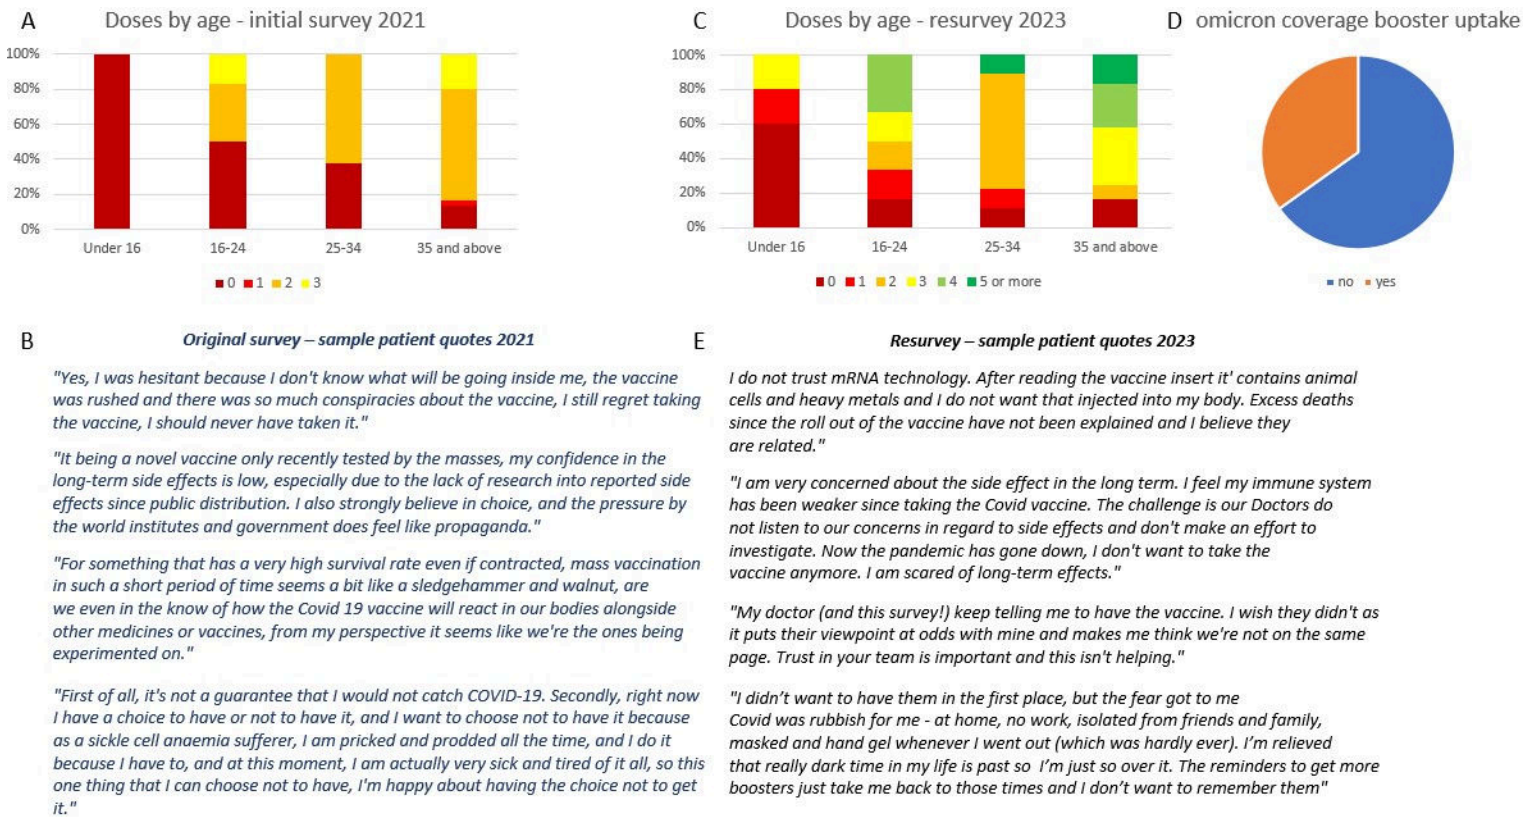 A
Doses by age - initial survey 2021
100%
80%
60%
40%
20%
0%
Under 16
16-24
25-34
35 and above
0
1
2
3
C
Doses by age - resurvey 2023
100%
80%
60%
40%
20%
0%
Under 16
16-24
25-34
35 and above
0
1
2
3
4
5 or more
D
omicron coverage booster uptake
no
yes
B
Original survey – sample patient quotes 2021
"Yes, I was hesitant because I don't know what will be going inside me, the vaccine
was rushed and there was so much conspiracies about the vaccine, I still regret taking
the vaccine, I should never have taken it."
"It being a novel vaccine only recently tested by the masses, my confidence in the
long-term side effects is low, especially due to the lack of research into reported side
effects since public distribution. I also strongly believe in choice, and the pressure by
the world institutes and government does feel like propaganda."
"For something that has a very high survival rate even if contracted, mass vaccination
in such a short period of time seems a bit like a sledgehammer and walnut, are
we even in the know of how the Covid 19 vaccine will react in our bodies alongside
other medicines or vaccines, from my perspective it seems like we're the ones being
experimented on."
"First of all, it's not a guarantee that I would not catch COVID-19. Secondly, right now
I have a choice to have or not to have it, and I want to choose not to have it because
as a sickle cell anaemia sufferer, I am pricked and prodded all the time, and I do it
because I have to, and at this moment, I am actually very sick and tired of it all, so this
one thing that I can choose not to have, I'm happy about having the choice not to get
it."
E
Resurvey – sample patient quotes 2023
I do not trust mRNA technology. After reading the vaccine insert it' contains animal
cells and heavy metals and I do not want that injected into my body. Excess deaths
since the roll out of the vaccine have not been explained and I believe they
are related."
"I am very concerned about the side effect in the long term. I feel my immune system
has been weaker since taking the Covid vaccine. The challenge is our Doctors do
not listen to our concerns in regard to side effects and don't make an effort to
investigate. Now the pandemic has gone down, I don't want to take the
vaccine anymore. I am scared of long-term effects."
"My doctor (and this survey!) keep telling me to have the vaccine. I wish they didn't as
it puts their viewpoint at odds with mine and makes me think we're not on the same
page. Trust in your team is important and this isn't helping."
"I didn’t want to have them in the first place, but the fear got to me
Covid was rubbish for me - at home, no work, isolated from friends and family,
masked and hand gel whenever I went out (which was hardly ever). I’m relieved
that really dark time in my life is past so I’m just so over it. The reminders to get more
boosters just take me back to those times and I don’t want to remember them"